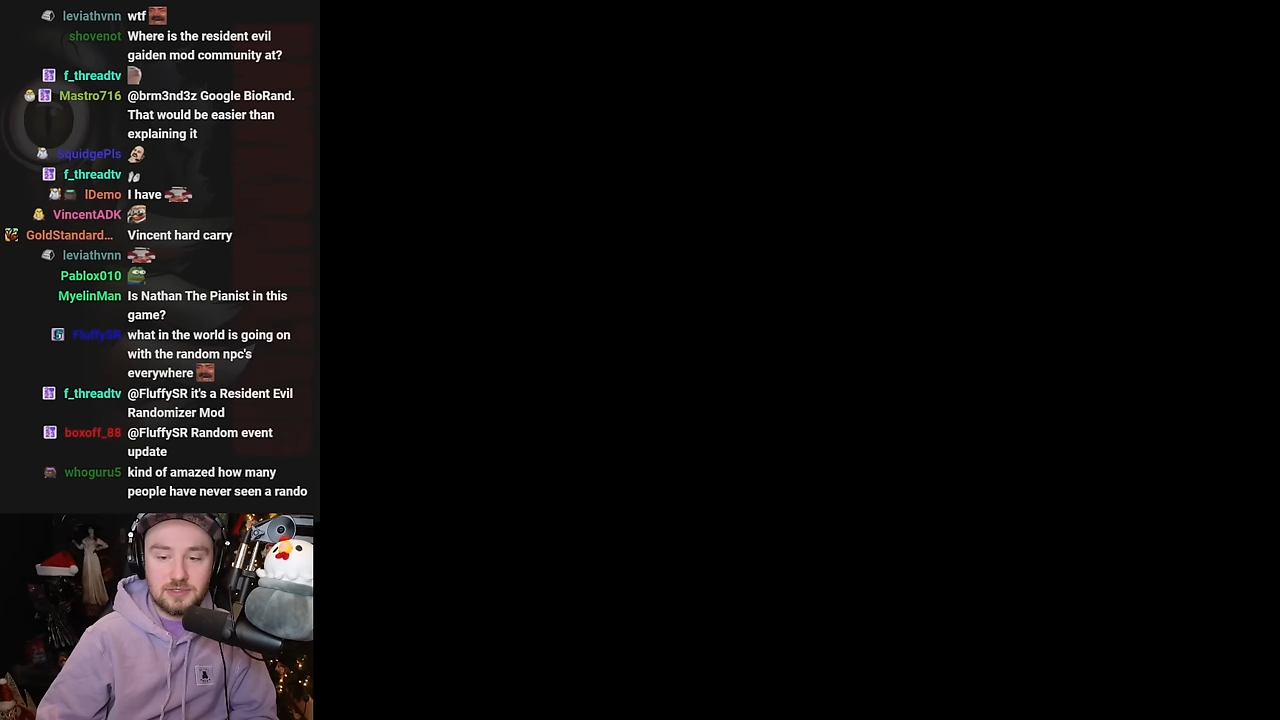 leviathvnn wtf
shovenot Where is the resident evil
gaiden mod community at?
f_threadtv
Mastro716 @brm3nd3z Google BioRand.
That would be easier than
explaining it
SquidgePls
f_threadtv
lDemo I have
VincentADK
GoldStandard... Vincent hard carry
leviathvnn
Pablox010
MyelinMan Is Nathan The Pianist in this
game?
FluffySR what in the world is going on
with the random npc's
everywhere
f_threadtv @FluffySR it's a Resident Evil
Randomizer Mod
boxoff_88 @FluffySR Random event
update
whoguru5 kind of amazed how many
people have never seen a rando